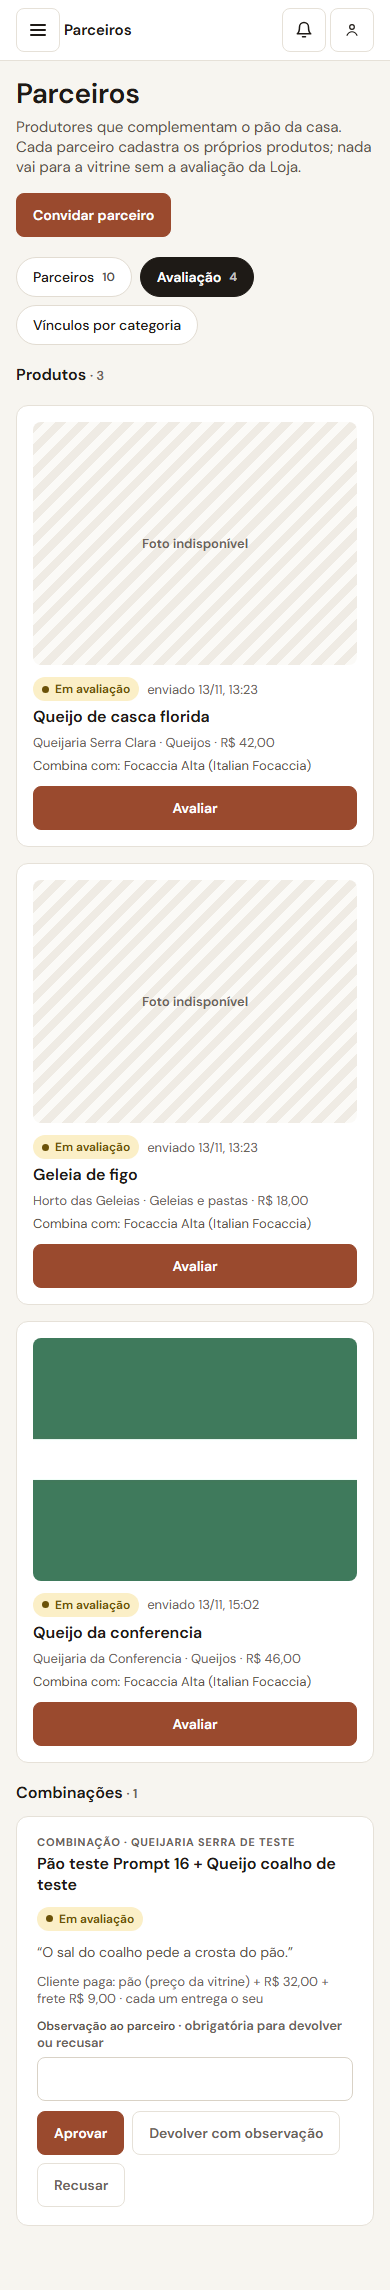 Parceiros
Parceiros
Produtores que complementam o pão da casa.
Cada parceiro cadastra os próprios produtos; nada
vai para a vitrine sem a avaliação da Loja.
Convidar parceiro
Parceiros 10
Avaliação 4
Vínculos por categoria
Produtos · 3
Foto indisponível
Em avaliação enviado 13/11, 13:23
Queijo de casca florida
Queijaria Serra Clara · Queijos · R$ 42,00
Combina com: Focaccia Alta (Italian Focaccia)
Avaliar
Foto indisponível
Em avaliação enviado 13/11, 13:23
Geleia de figo
Horto das Geleias · Geleias e pastas · R$ 18,00
Combina com: Focaccia Alta (Italian Focaccia)
Avaliar
Em avaliação enviado 13/11, 15:02
Queijo da conferencia
Queijaria da Conferencia · Queijos · R$ 46,00
Combina com: Focaccia Alta (Italian Focaccia)
Avaliar
Combinações · 1
COMBINAÇÃO · QUEIJARIA SERRA DE TESTE
Pão teste Prompt 16 + Queijo coalho de
teste
Em avaliação
“O sal do coalho pede a crosta do pão.”
Cliente paga: pão (preço da vitrine) + R$ 32,00 +
frete R$ 9,00 · cada um entrega o seu
Observação ao parceiro · obrigatória para devolver
ou recusar
Aprovar
Devolver com observação
Recusar